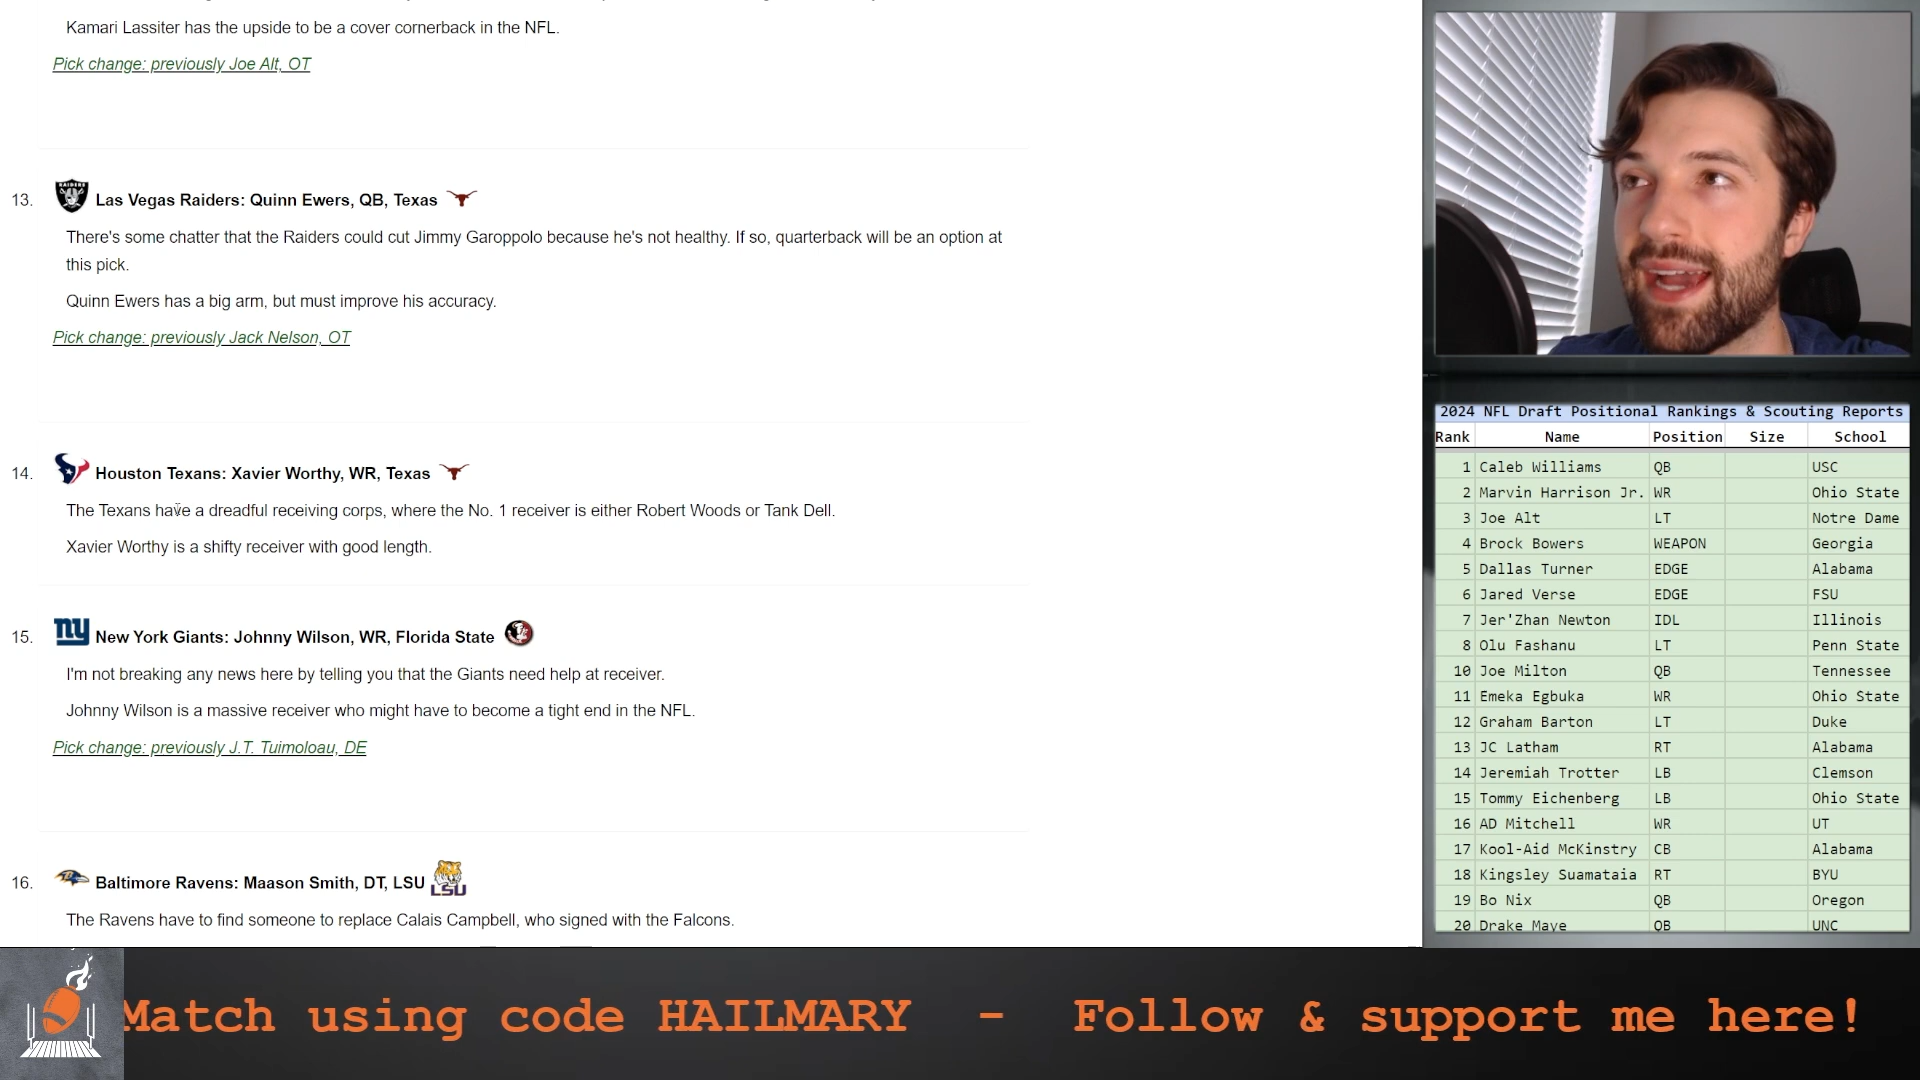 Kamari Lassiter has the upside to be a cover cornerback in the NFL.
Pick change: previously Joe Alt, OT
13. Las Vegas Raiders: Quinn Ewers, QB, Texas
There's some chatter that the Raiders could cut Jimmy Garoppolo because he's not healthy. If so, quarterback will be an option at
this pick.
Quinn Ewers has a big arm, but must improve his accuracy.
Pick change: previously Jack Nelson, OT
14. Houston Texans: Xavier Worthy, WR, Texas
The Texans have a dreadful receiving corps, where the No. 1 receiver is either Robert Woods or Tank Dell.
Xavier Worthy is a shifty receiver with good length.
15. ny New York Giants: Johnny Wilson, WR, Florida State
I'm not breaking any news here by telling you that the Giants need help at receiver.
Johnny Wilson is a massive receiver who might have to become a tight end in the NFL.
Pick change: previously J.T. Tuimoloau, DE
16. Baltimore Ravens: Maason Smith, DT, LSU LSU
The Ravens have to find someone to replace Calais Campbell, who signed with the Falcons.
2024 NFL Draft Positional Rankings & Scouting Reports
Rank Name Position Size School
1 Caleb Williams QB USC
2 Marvin Harrison Jr. WR Ohio State
3 Joe Alt LT Notre Dame
4 Brock Bowers WEAPON Georgia
5 Dallas Turner EDGE Alabama
6 Jared Verse EDGE FSU
7 Jer'Zhan Newton IDL Illinois
8 Olu Fashanu LT Penn State
10 Joe Milton QB Tennessee
11 Emeka Egbuka WR Ohio State
12 Graham Barton LT Duke
13 JC Latham RT Alabama
14 Jeremiah Trotter LB Clemson
15 Tommy Eichenberg LB Ohio State
16 AD Mitchell WR UT
17 Kool-Aid McKinstry CB Alabama
18 Kingsley Suamataia RT BYU
19 Bo Nix QB Oregon
20 Drake Maye QB UNC
Match using code HAILMARY - Follow & support me here!